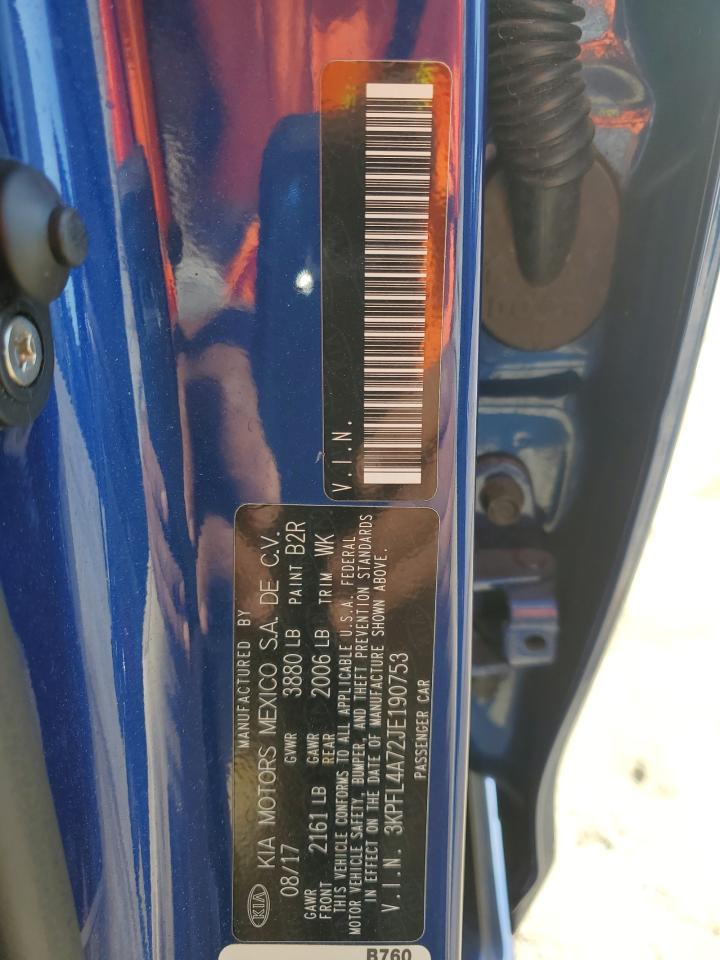 V.I.N.
KIA
MANUFACTURED BY
KIA MOTORS MEXICO S.A. DE C.V.
08/17 GVWR 3880 LB PAINT B2R
GAWR FRONT 2161 LB GAWR REAR 2006 LB TRIM WK
THIS VEHICLE CONFORMS TO ALL APPLICABLE U.S.A. FEDERAL
MOTOR VEHICLE SAFETY, BUMPER, AND THEFT PREVENTION STANDARDS
IN EFFECT ON THE DATE OF MANUFACTURE SHOWN ABOVE.
V.I.N. 3KPFL4A72JE190753
PASSENGER CAR
B760